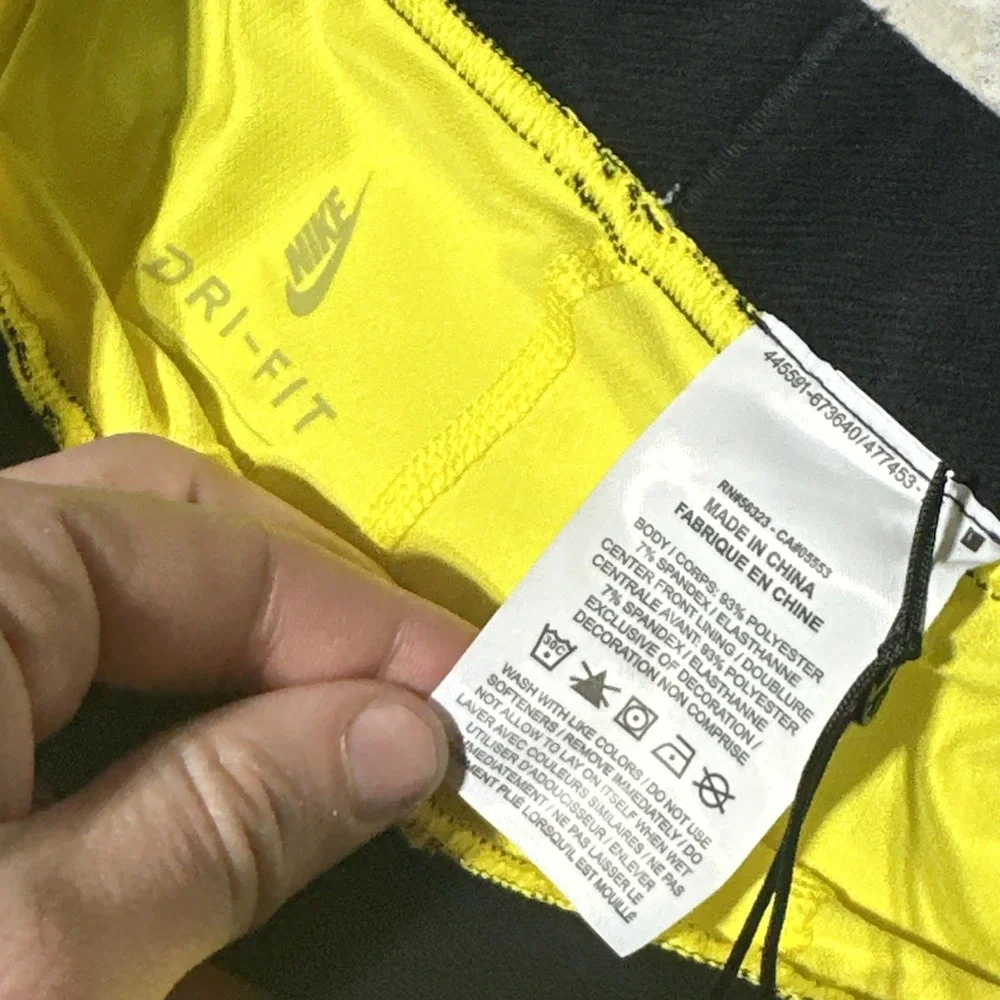 NIKE
DRI-FIT
445591-673640/477453-
RN#56323 - CA#05553
MADE IN CHINA
FABRIQUE EN CHINE
BODY / CORPS: 93% POLYESTER
7% SPANDEX / ELASTHANNE
CENTER FRONT LINING / DOUBLURE
CENTRALE AVANT: 93% POLYESTER
7% SPANDEX / ELASTHANNE
EXCLUSIVE OF DECORATION /
DECORATION NON COMPRISE
30C
WASH WITH LIKE COLORS / DO NOT USE
SOFTENERS / REMOVE IMMEDIATELY / DO
NOT ALLOW TO LAY ON ITSELF WHEN WET
LAVER AVEC COULEURS SIMILAIRES / NE PAS
UTILISER D'ADOUCISSEUR / ENLEVER
IMMEDIATEMENT / NE PAS LAISSER LE
PLIÉ LORSQU'IL EST MOUILLÉ